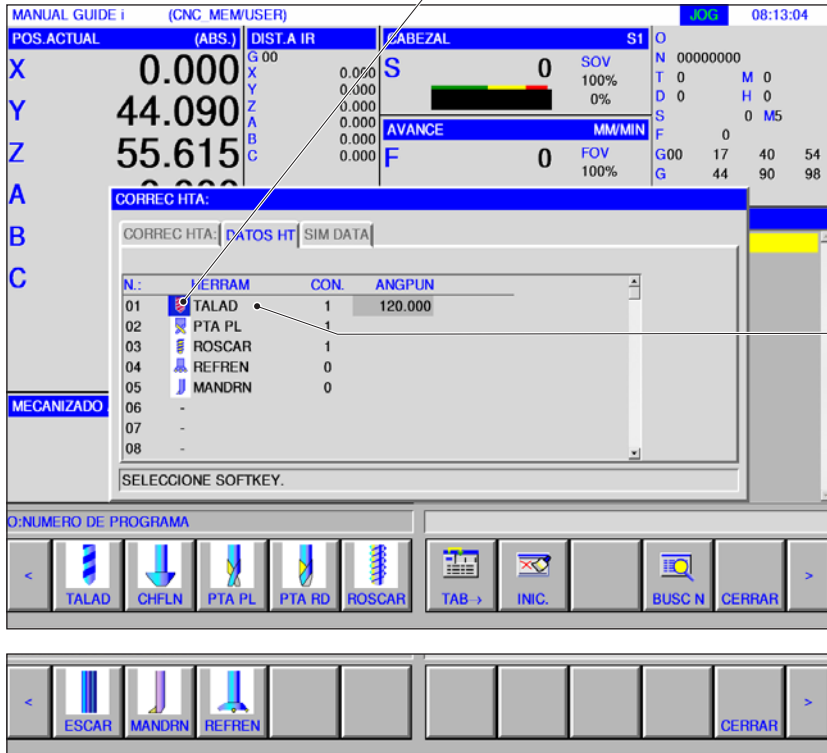 MANUAL GUIDE i (CNC_MEM/USER) JOG 08:13:04
POS.ACTUAL (ABS.) DIST.A IR CABEZAL S1 O
X 0.000
Y 44.090
Z 55.615
A
B
C
G 00
X 0.000
Y 0.000
Z 0.000
A 0.000
B 0.000
C 0.000
S 0 SOV
100%
0%
AVANCE MM/MIN
F 0 FOV
100%
N 00000000
T 0 M 0
D 0 H 0
S 0 M5
F 0
G00 17 40 54
G 44 90 98
CORREC HTA:
CORREC HTA: DATOS HT SIM DATA
N.: HERRAM CON. ANGPUN
01 TALAD 1 120.000
02 PTA PL 1
03 ROSCAR 1
04 REFREN 0
05 MANDRN 0
06 -
07 -
08 -
SELECCIONE SOFTKEY.
MECANIZADO
O:NUMERO DE PROGRAMA
< TALAD CHFLN PTA PL PTA RD ROSCAR TAB→ INIC. BUSC N CERRAR >
< ESCAR MANDRN REFREN CERRAR >